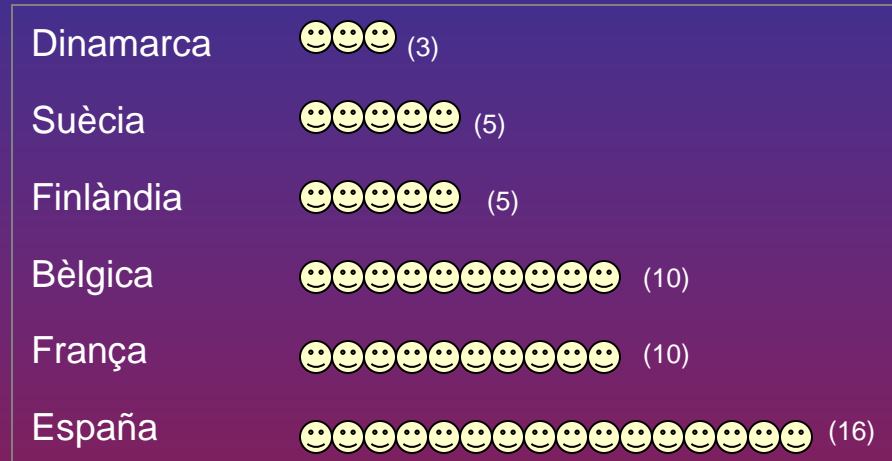 Dinamarca (3)
Suècia (5)
Finlàndia (5)
Bèlgica (10)
França (10)
España (16)